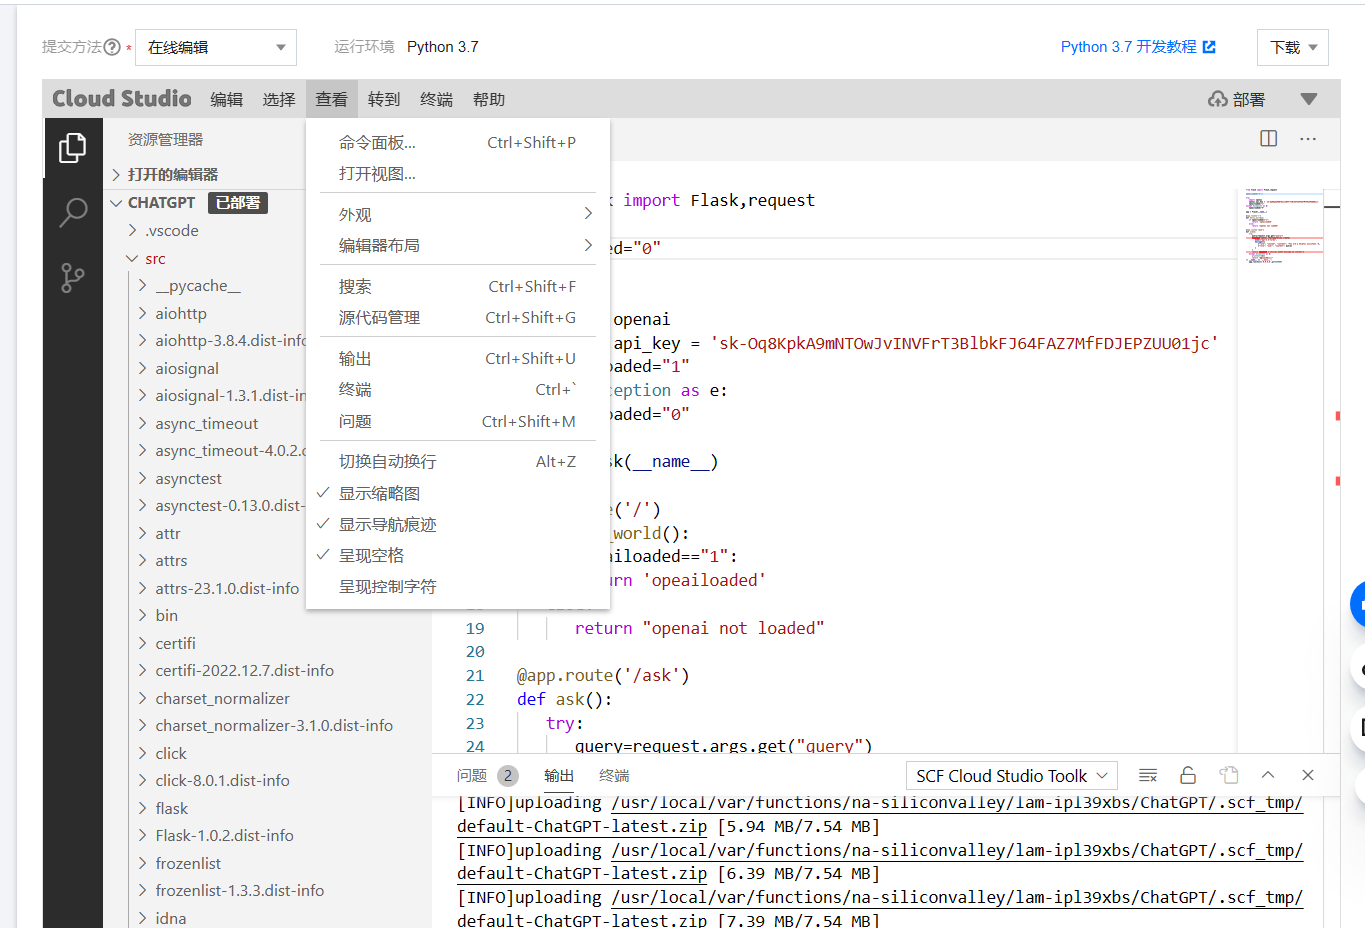 提交方法 * 在线编辑 运行环境 Python 3.7 Python 3.7 开发教程 下载
Cloud Studio 编辑 选择 查看 转到 终端 帮助 部署
资源管理器
打开的编辑器
CHATGPT 已部署
.vscode
src
__pycache__
aiohttp
aiohttp-3.8.4.dist-info
aiosignal
aiosignal-1.3.1.dist-in
async_timeout
async_timeout-4.0.2.d
asynctest
asynctest-0.13.0.dist-
attr
attrs
attrs-23.1.0.dist-info
bin
certifi
certifi-2022.12.7.dist-info
charset_normalizer
charset_normalizer-3.1.0.dist-info
click
click-8.0.1.dist-info
flask
Flask-1.0.2.dist-info
frozenlist
frozenlist-1.3.3.dist-info
idna
命令面板... Ctrl+Shift+P
打开视图...
外观
编辑器布局
搜索 Ctrl+Shift+F
源代码管理 Ctrl+Shift+G
输出 Ctrl+Shift+U
终端 Ctrl+`
问题 Ctrl+Shift+M
切换自动换行 Alt+Z
显示缩略图
显示导航痕迹
呈现空格
呈现控制字符
k import Flask,request
ed="0"
openai
api_key = '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'
oaded="1"
ception as e:
oaded="0"
sk(__name__)
e('/')
_world():
ailoaded=="1":
urn 'opeailoaded'
19 return "openai not loaded"
20
21 @app.route('/ask')
22 def ask():
23 try:
24 query=request.args.get("query")
问题 2 输出 终端 SCF Cloud Studio Toolk
[INFO]uploading /usr/local/var/functions/na-siliconvalley/lam-ipl39xbs/ChatGPT/.scf_tmp/
default-ChatGPT-latest.zip [5.94 MB/7.54 MB]
[INFO]uploading /usr/local/var/functions/na-siliconvalley/lam-ipl39xbs/ChatGPT/.scf_tmp/
default-ChatGPT-latest.zip [6.39 MB/7.54 MB]
[INFO]uploading /usr/local/var/functions/na-siliconvalley/lam-ipl39xbs/ChatGPT/.scf_tmp/
default-ChatGPT-latest.zip [7.39 MB/7.54 MB]